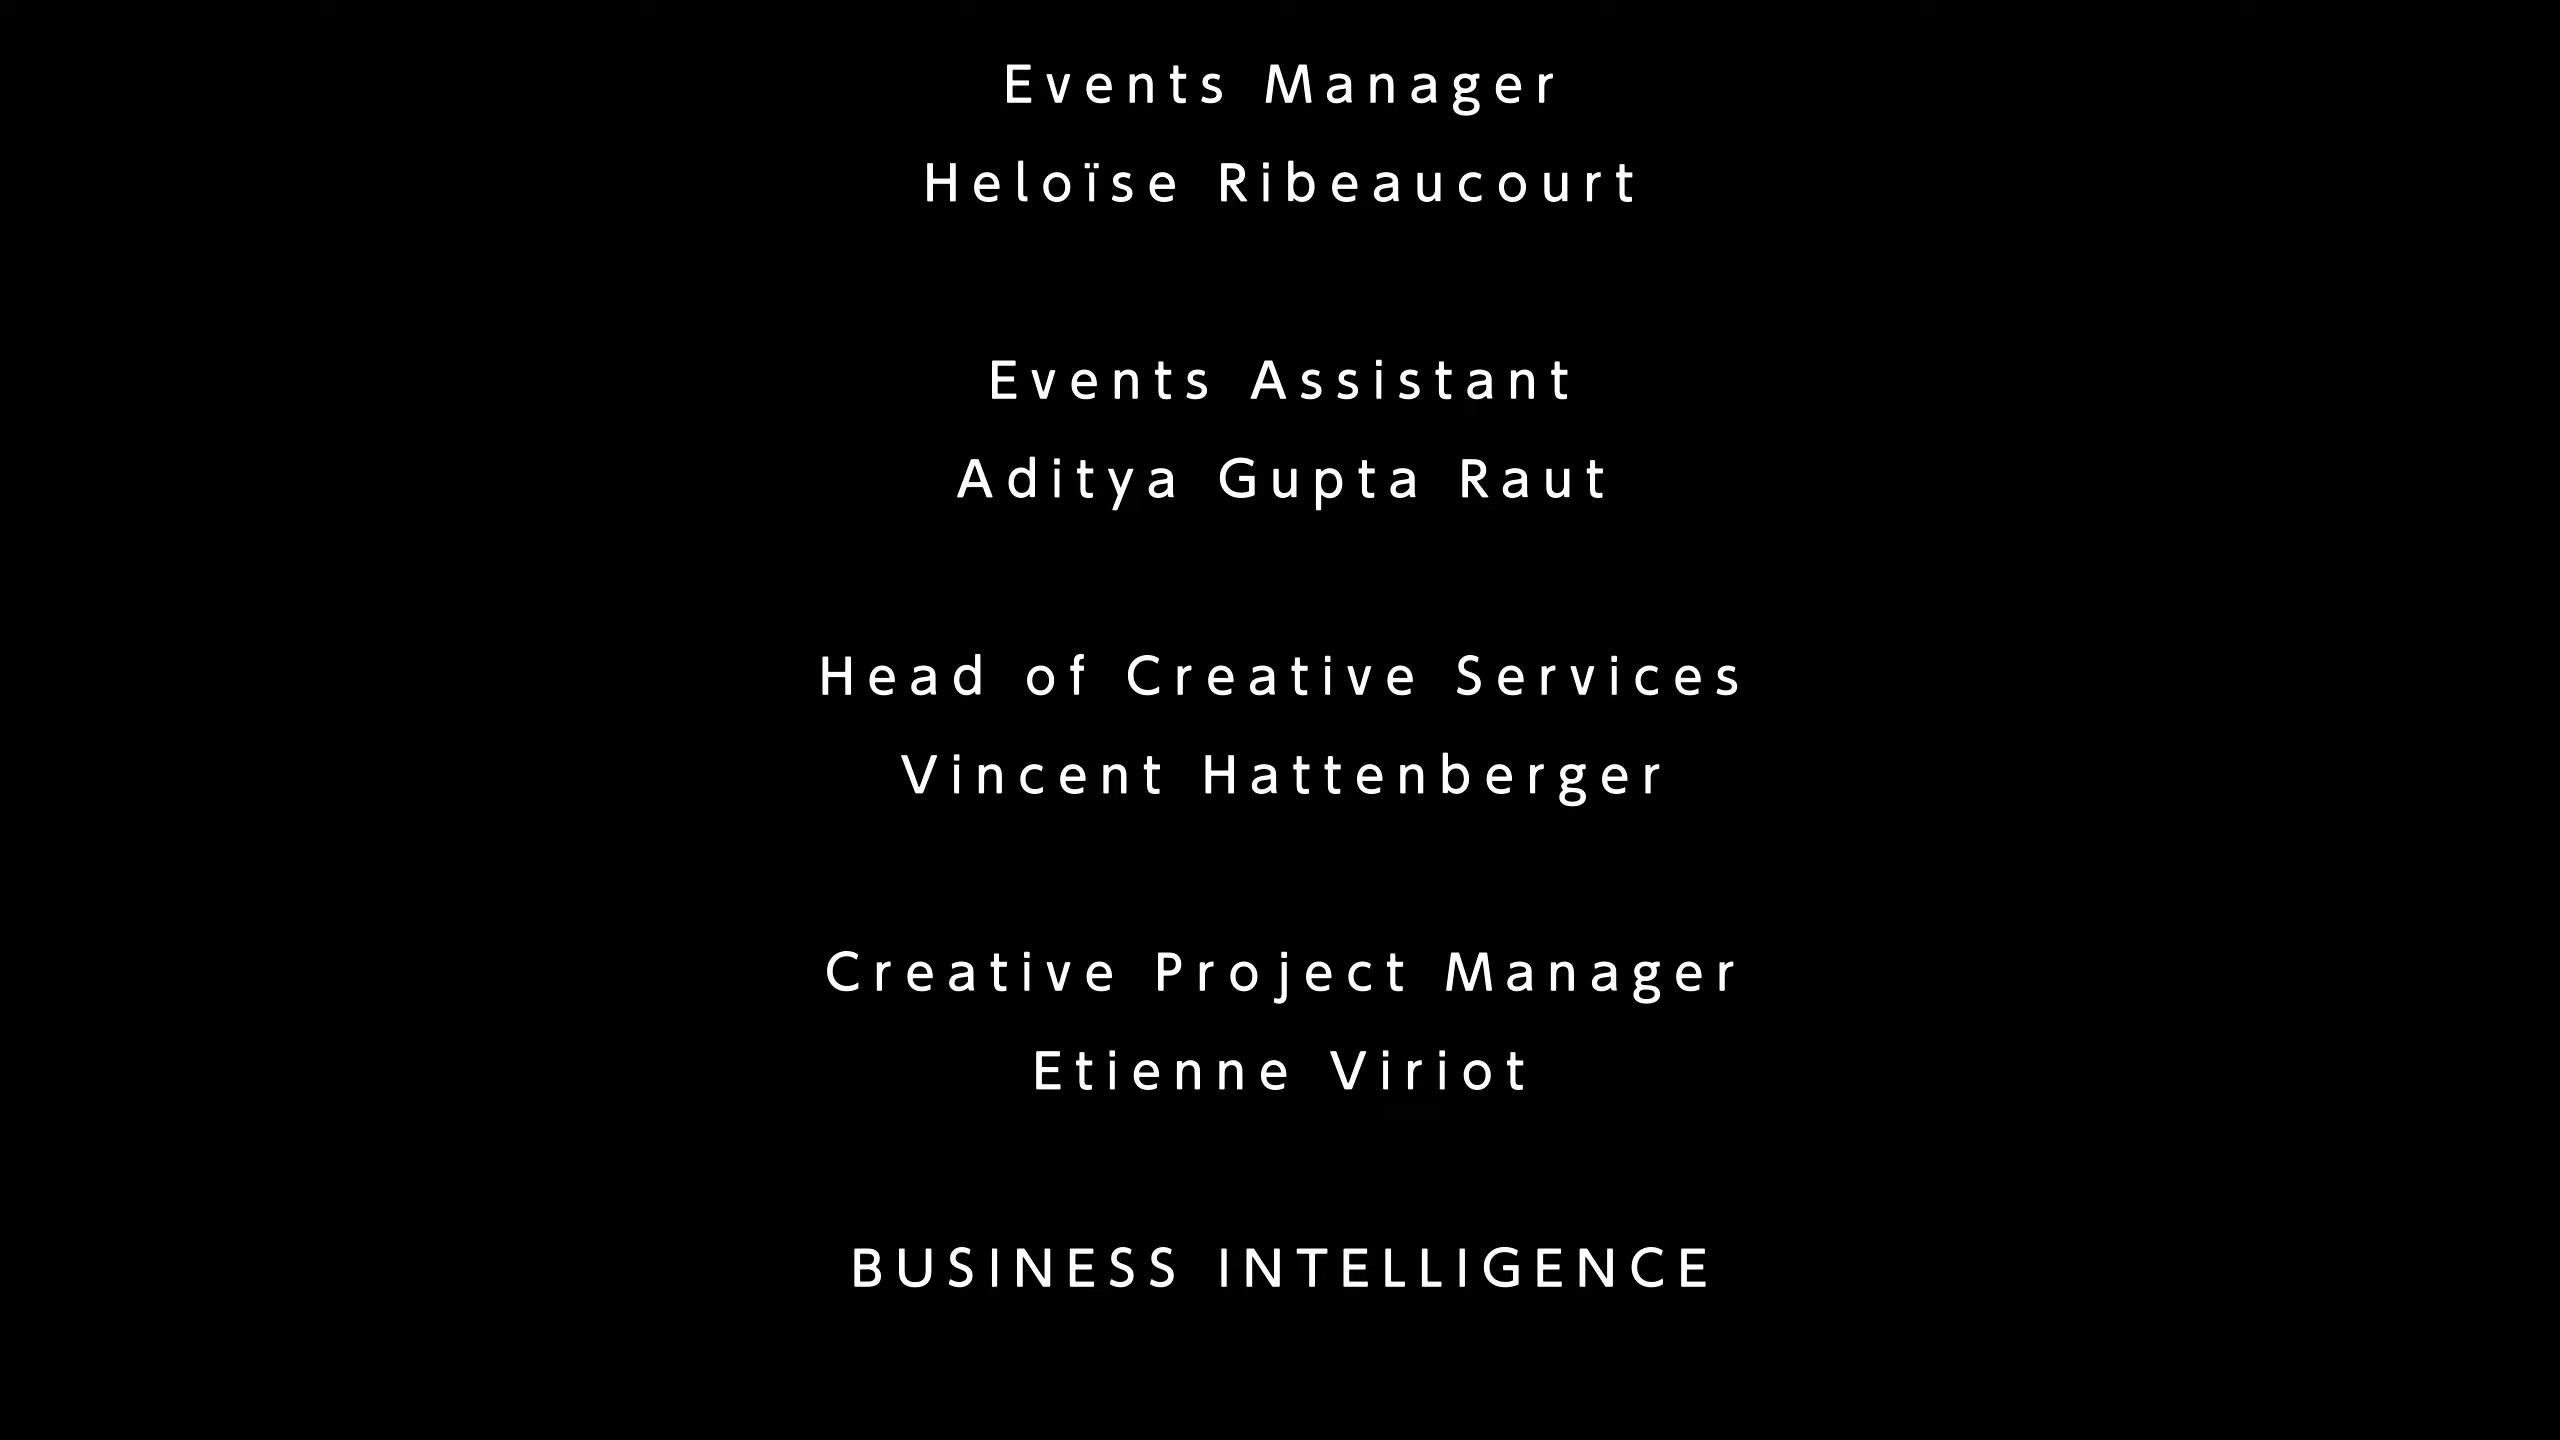 Events Manager
Heloïse Ribeaucourt
Events Assistant
Aditya Gupta Raut
Head of Creative Services
Vincent Hattenberger
Creative Project Manager
Etienne Viriot
BUSINESS INTELLIGENCE